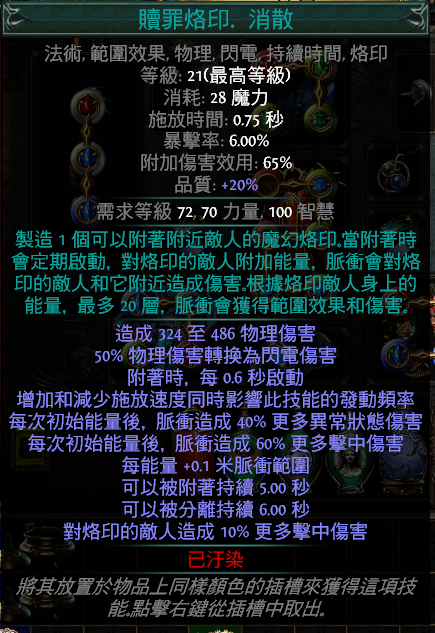 贖罪烙印. 消散
法術, 範圍效果, 物理, 閃電, 持續時間, 烙印
等級: 21(最高等級)
消耗: 28 魔力
施放時間: 0.75 秒
暴擊率: 6.00%
附加傷害效用: 65%
品質: +20%
需求等級 72, 70 力量, 100 智慧
製造 1 個可以附著附近敵人的魔幻烙印.當附著時
會定期啟動, 對烙印的敵人附加能量, 脈衝會對烙
印的敵人和它附近造成傷害.根據烙印敵人身上的
能量, 最多 20 層, 脈衝會獲得範圍效果和傷害.
造成 324 至 486 物理傷害
50% 物理傷害轉換為閃電傷害
附著時, 每 0.6 秒啟動
增加和減少施放速度同時影響此技能的發動頻率
每次初始能量後, 脈衝造成 40% 更多異常狀態傷害
每次初始能量後, 脈衝造成 60% 更多擊中傷害
每能量 +0.1 米脈衝範圍
可以被附著持續 5.00 秒
可以被分離持續 6.00 秒
對烙印的敵人造成 10% 更多擊中傷害
已汙染
將其放置於物品上同樣顏色的插槽來獲得這項技
能.點擊右鍵從插槽中取出.